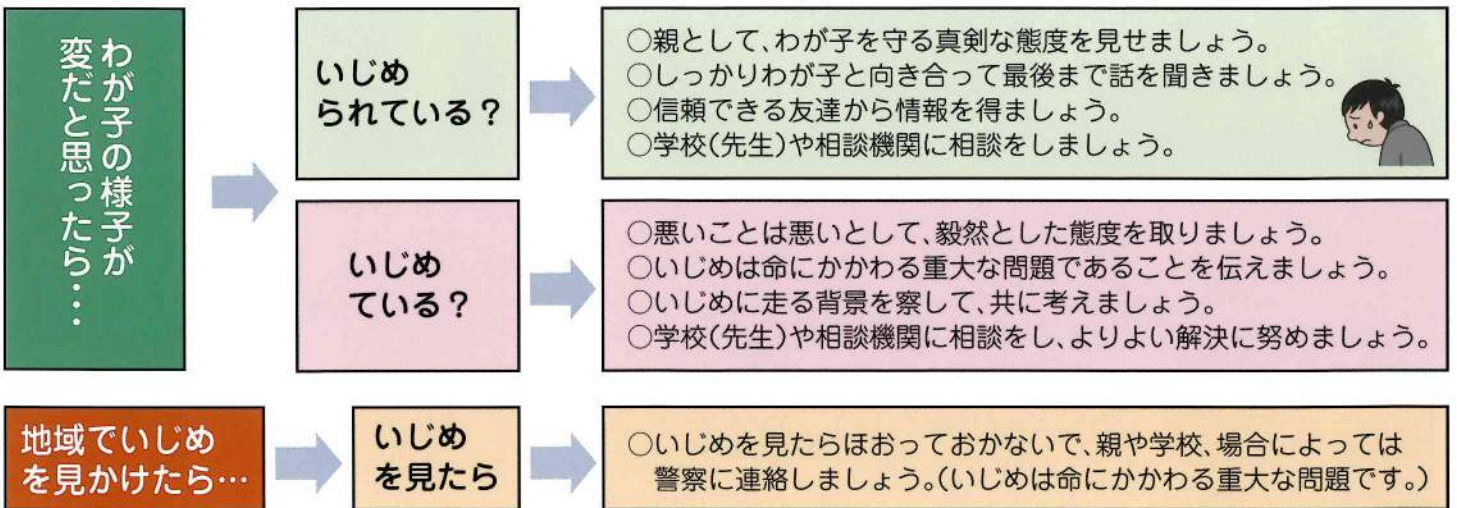 わが子の様子が
変だと思ったら・・・
いじめ
られている？
○親として、わが子を守る真剣な態度を見せましょう。
○しっかりわが子と向き合って最後まで話を聞きましょう。
○信頼できる友達から情報を得ましょう。
○学校(先生)や相談機関に相談をしましょう。
いじめ
ている？
○悪いことは悪いとして、毅然とした態度を取りましょう。
○いじめは命にかかわる重大な問題であることを伝えましょう。
○いじめに走る背景を察して、共に考えましょう。
○学校(先生)や相談機関に相談をし、よりよい解決に努めましょう。
地域でいじめ
を見かけたら…
いじめ
を見たら
○いじめを見たらほおっておかないで、親や学校、場合によっては
警察に連絡しましょう。(いじめは命にかかわる重大な問題です。)